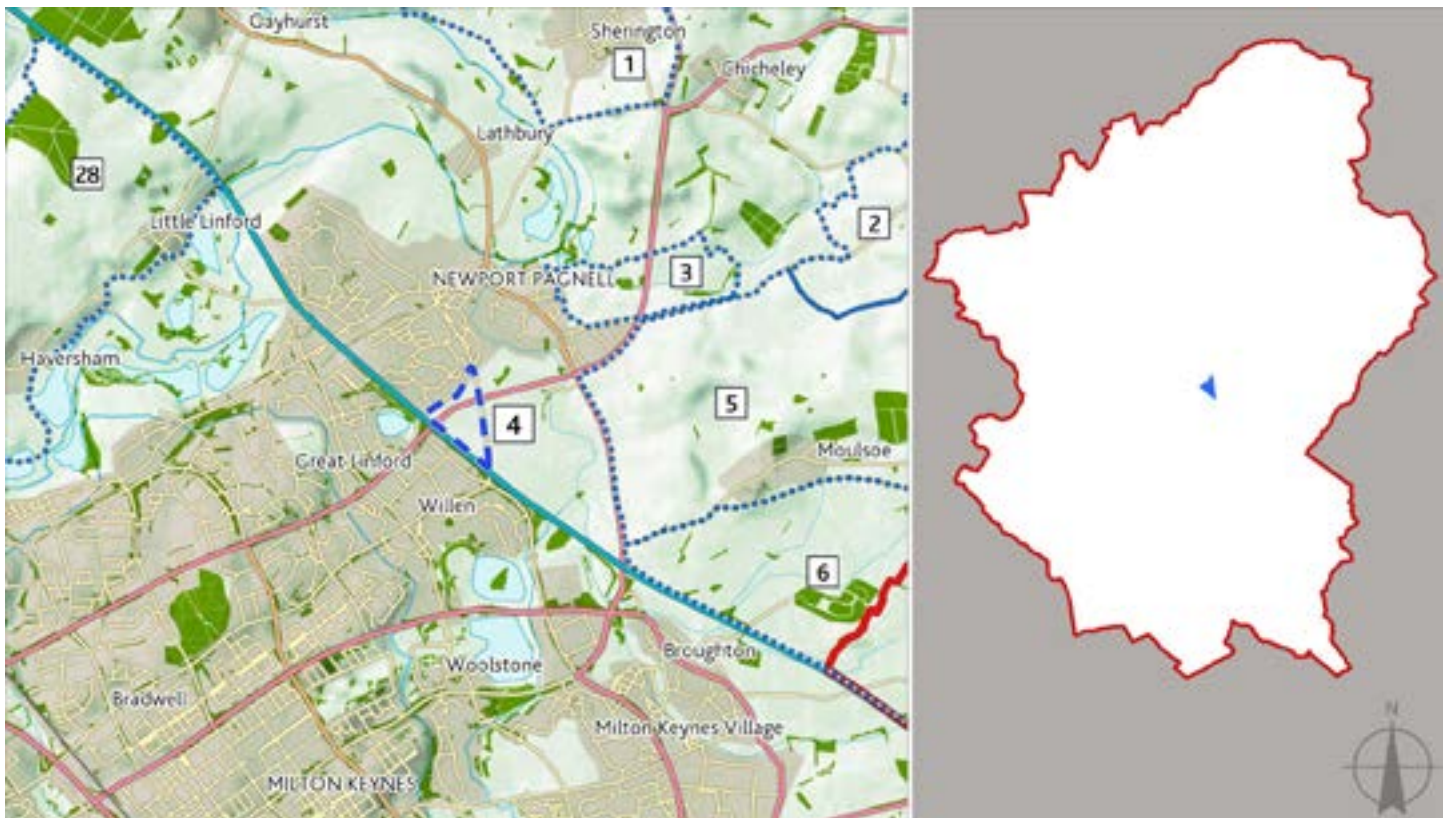 Gayhurst
Sherington
1
Chicheley
Lathbury
28
Little Linford
2
3
NEWPORT PAGNELL
Haversham
4
5
Great Linford
Moulsoe
Willen
6
Woolstone
Broughton
Bradwell
Milton Keynes Village
MILTON KEYNES
N